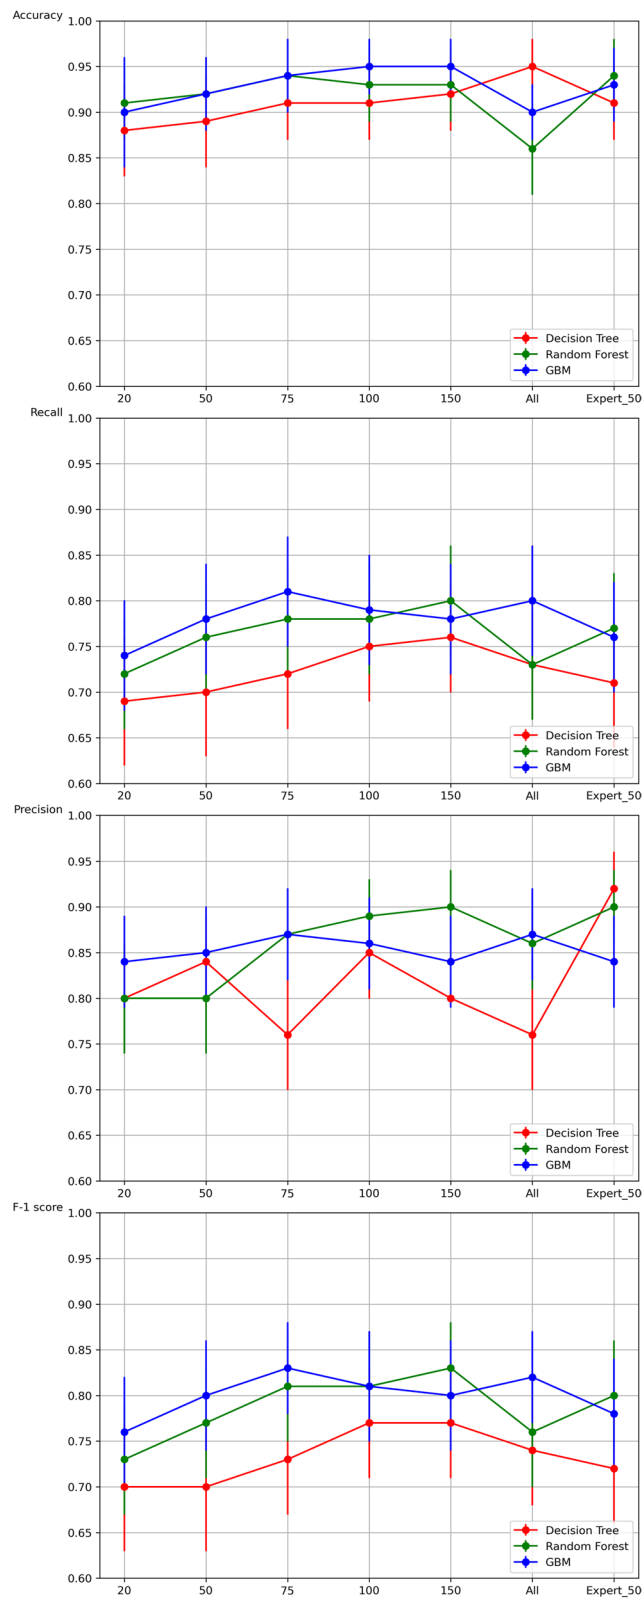 Accuracy
1.00
0.95
0.90
0.85
0.80
0.75
0.70
0.65
0.60
Decision Tree
Random Forest
GBM
20 50 75 100 150 All Expert_50
Recall
1.00
0.95
0.90
0.85
0.80
0.75
0.70
0.65
0.60
Decision Tree
Random Forest
GBM
20 50 75 100 150 All Expert_50
Precision
1.00
0.95
0.90
0.85
0.80
0.75
0.70
0.65
0.60
Decision Tree
Random Forest
GBM
20 50 75 100 150 All Expert_50
F-1 score
1.00
0.95
0.90
0.85
0.80
0.75
0.70
0.65
0.60
Decision Tree
Random Forest
GBM
20 50 75 100 150 All Expert_50